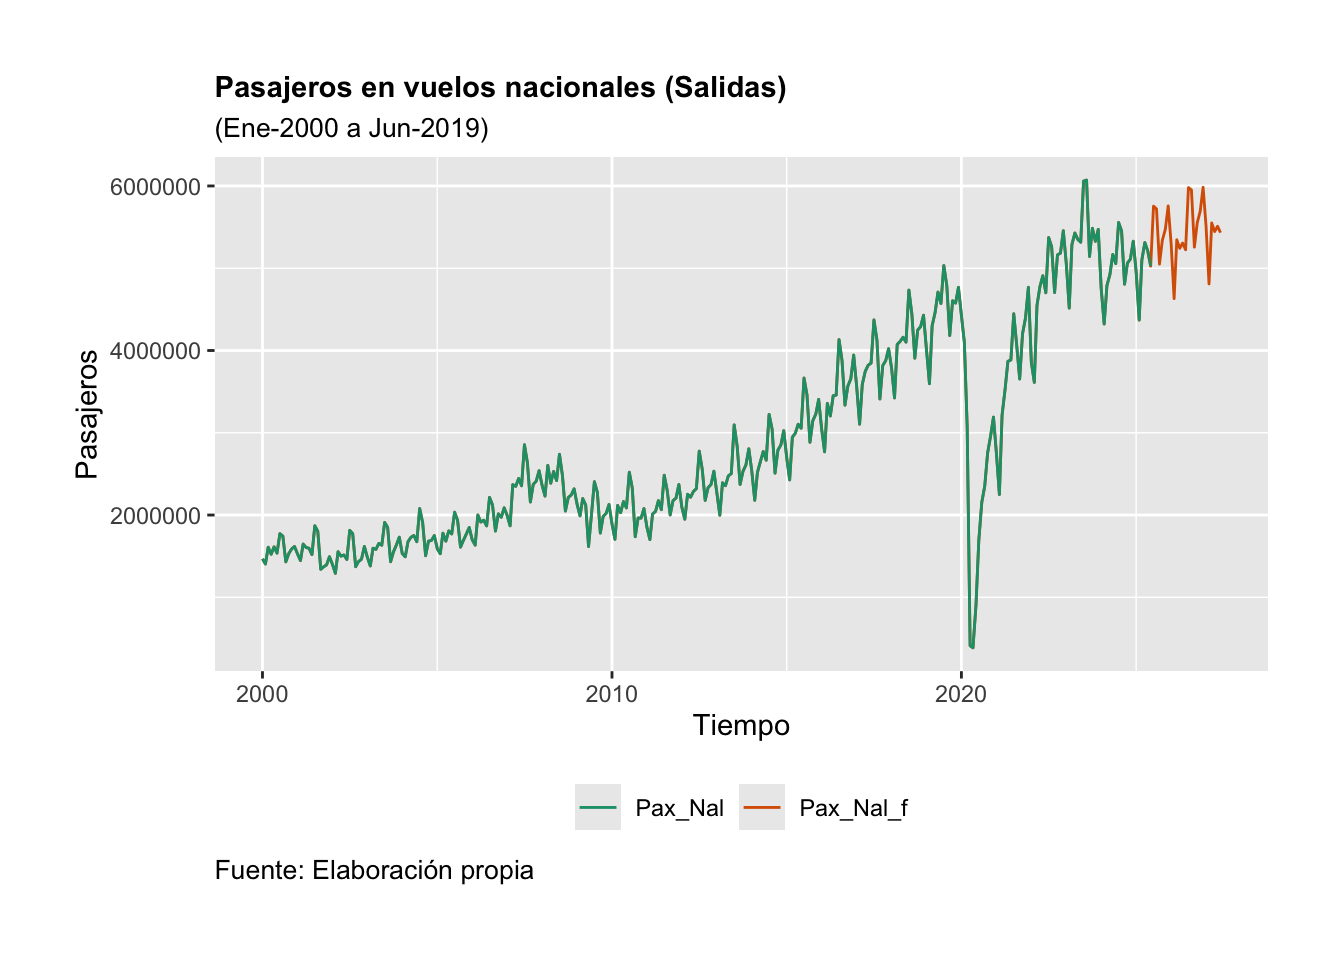 Pasajeros en vuelos nacionales (Salidas)
(Ene-2000 a Jun-2019)
6000000
4000000
2000000
Pasajeros
2000 2010 2020
Tiempo
Pax_Nal Pax_Nal_f
Fuente: Elaboración propia